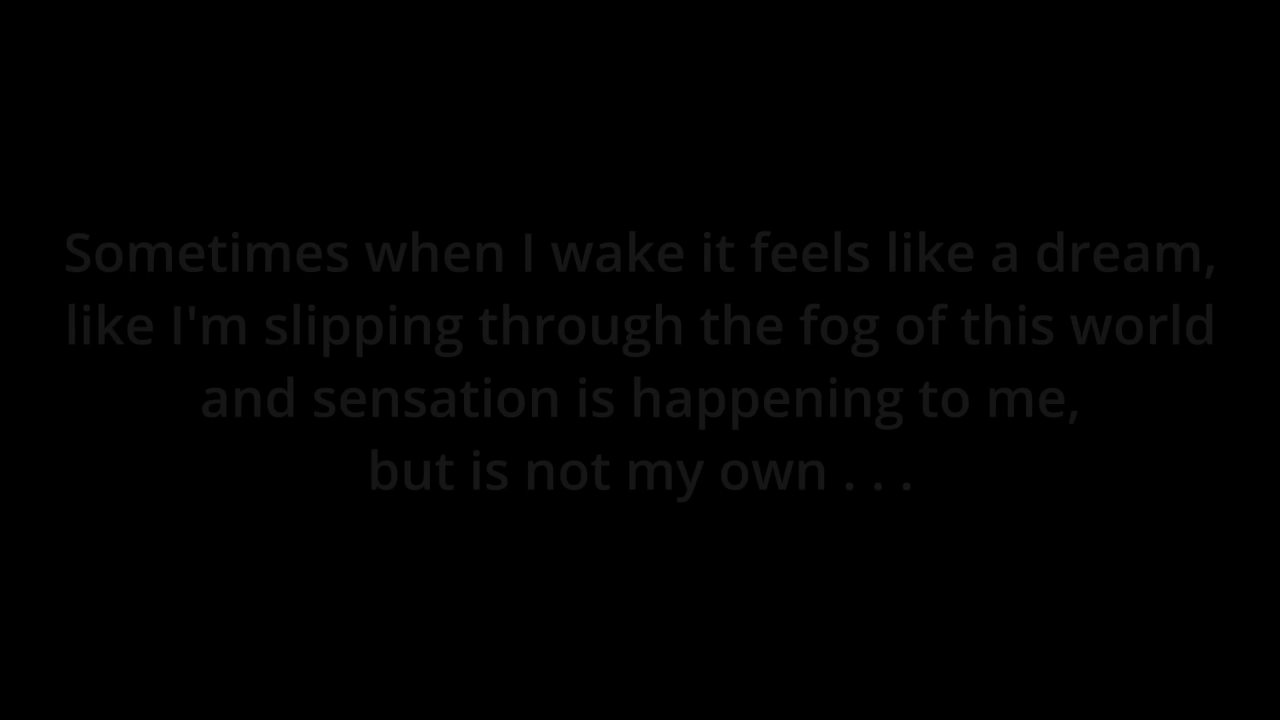 Sometimes when I wake it feels like a dream,
like I'm slipping through the fog of this world
and sensation is happening to me,
but is not my own . . .